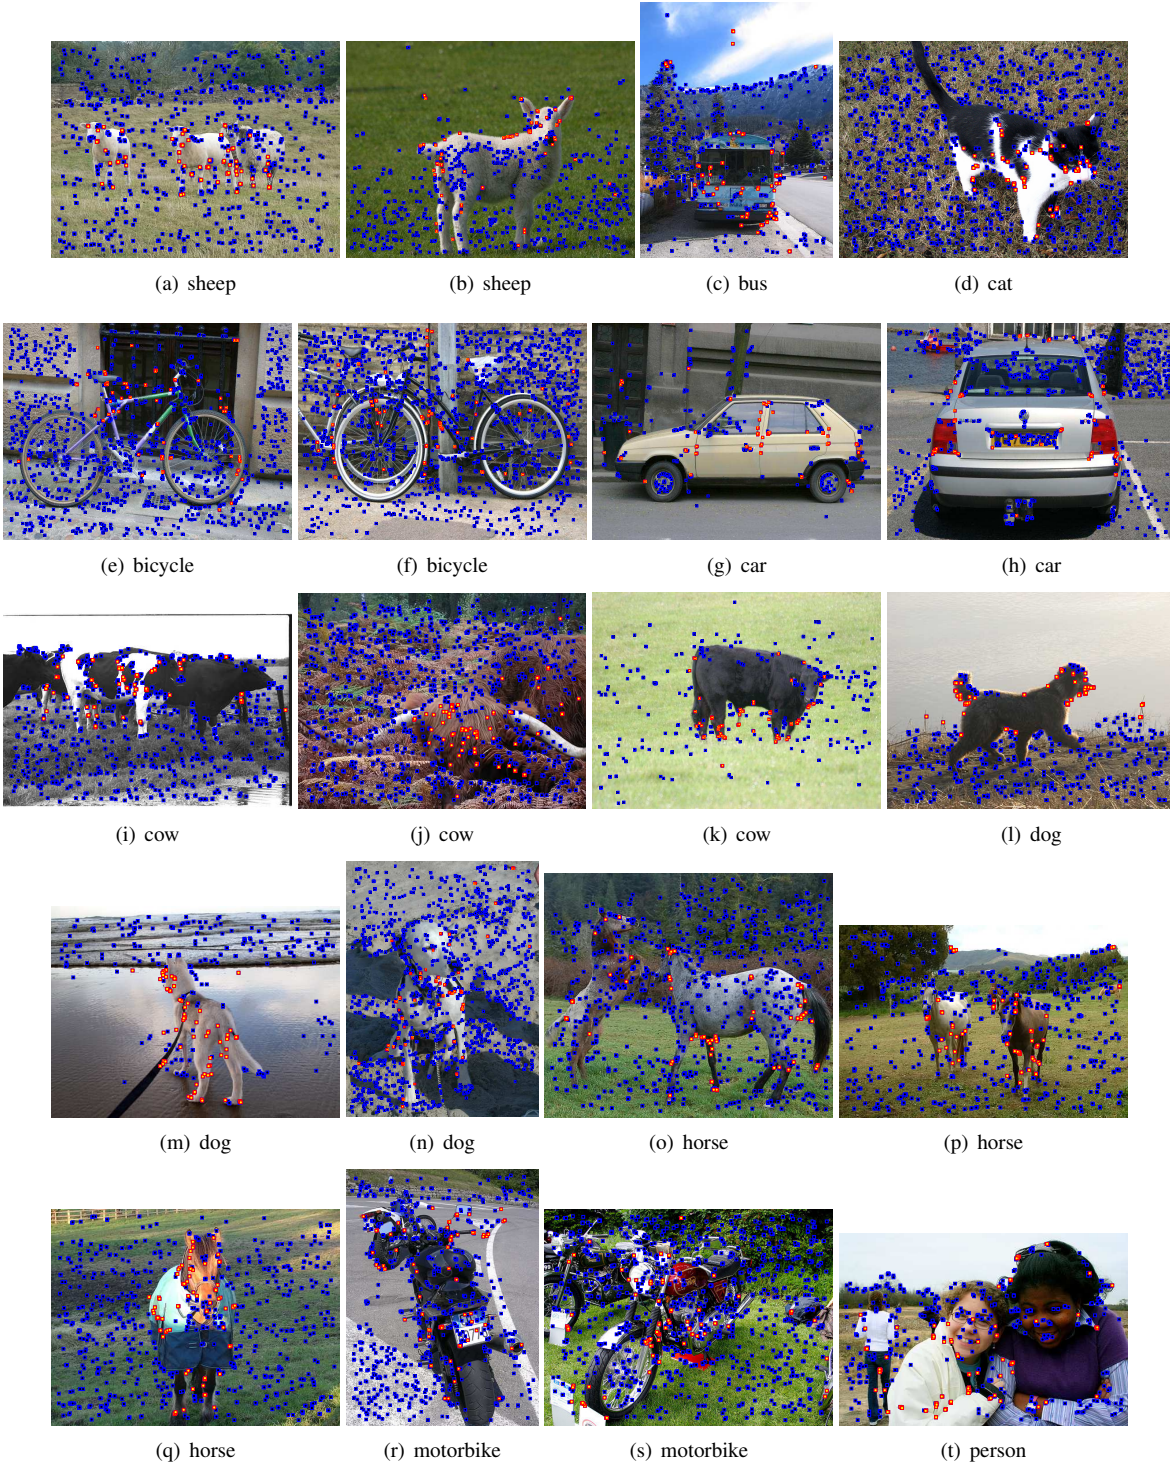 (a) sheep
(b) sheep
(c) bus
(d) cat
(e) bicycle
(f) bicycle
(g) car
(h) car
(i) cow
(j) cow
(k) cow
(l) dog
(m) dog
(n) dog
(o) horse
(p) horse
(q) horse
(r) motorbike
(s) motorbike
(t) person